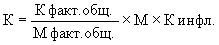 К = К факт.общ. / М факт.общ. × М × К инфл.